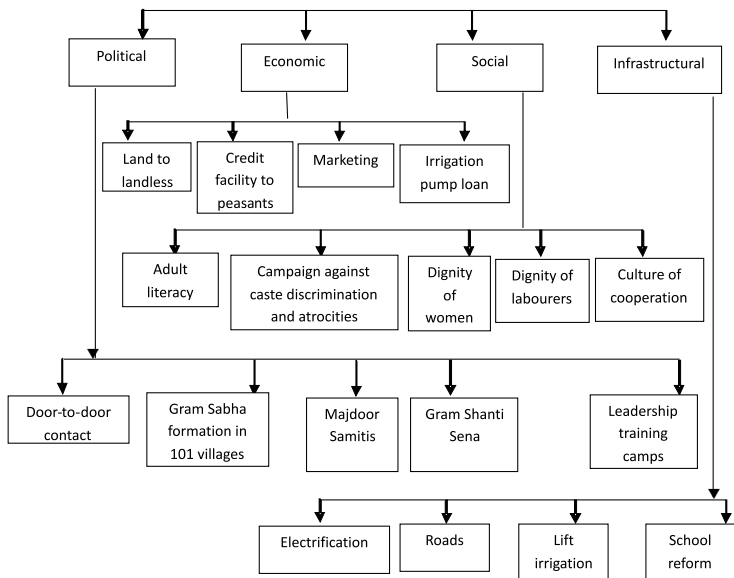 Political
Economic
Social
Infrastructural
Land to
landless
Credit
facility to
peasants
Marketing
Irrigation
pump loan
Adult
literacy
Campaign against
caste discrimination
and atrocities
Dignity
of
women
Dignity of
labourers
Culture of
cooperation
Door-to-door
contact
Gram Sabha
formation in
101 villages
Majdoor
Samitis
Gram Shanti
Sena
Leadership
training
camps
Electrification
Roads
Lift
irrigation
School
reform